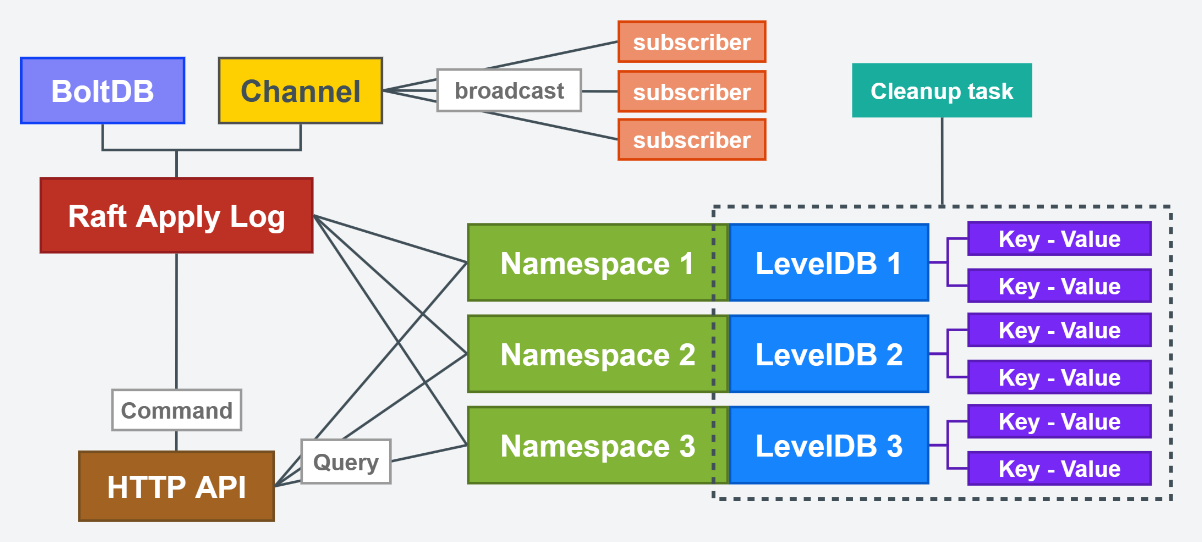 BoltDB
Channel
broadcast
subscriber
subscriber
subscriber
Cleanup task
Raft Apply Log
Namespace 1
LevelDB 1
Key - Value
Key - Value
Namespace 2
LevelDB 2
Key - Value
Key - Value
Namespace 3
LevelDB 3
Key - Value
Key - Value
Command
Query
HTTP API